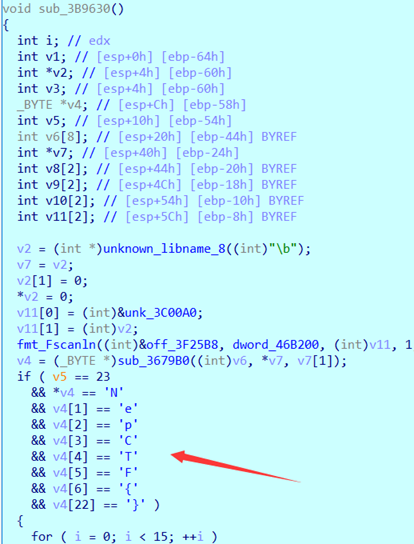 void sub_3B9630()
{
int i; // edx
int v1; // [esp+0h] [ebp-64h]
int *v2; // [esp+4h] [ebp-60h]
int v3; // [esp+4h] [ebp-60h]
_BYTE *v4; // [esp+Ch] [ebp-58h]
int v5; // [esp+10h] [ebp-54h]
int v6[8]; // [esp+20h] [ebp-44h] BYREF
int *v7; // [esp+40h] [ebp-24h]
int v8[2]; // [esp+44h] [ebp-20h] BYREF
int v9[2]; // [esp+4Ch] [ebp-18h] BYREF
int v10[2]; // [esp+54h] [ebp-10h] BYREF
int v11[2]; // [esp+5Ch] [ebp-8h] BYREF
v2 = (int *)unknown_libname_8((int)"\b");
v7 = v2;
v2[1] = 0;
*v2 = 0;
v11[0] = (int)&unk_3C00A0;
v11[1] = (int)v2;
fmt_Fscanln((int)&off_3F25B8, dword_46B200, (int)v11, 1
v4 = (_BYTE *)sub_3679B0((int)v6, *v7, v7[1]);
if ( v5 == 23
&& *v4 == 'N'
&& v4[1] == 'e'
&& v4[2] == 'p'
&& v4[3] == 'C'
&& v4[4] == 'T'
&& v4[5] == 'F'
&& v4[6] == '{'
&& v4[22] == '}' )
{
for ( i = 0; i < 15; ++i )